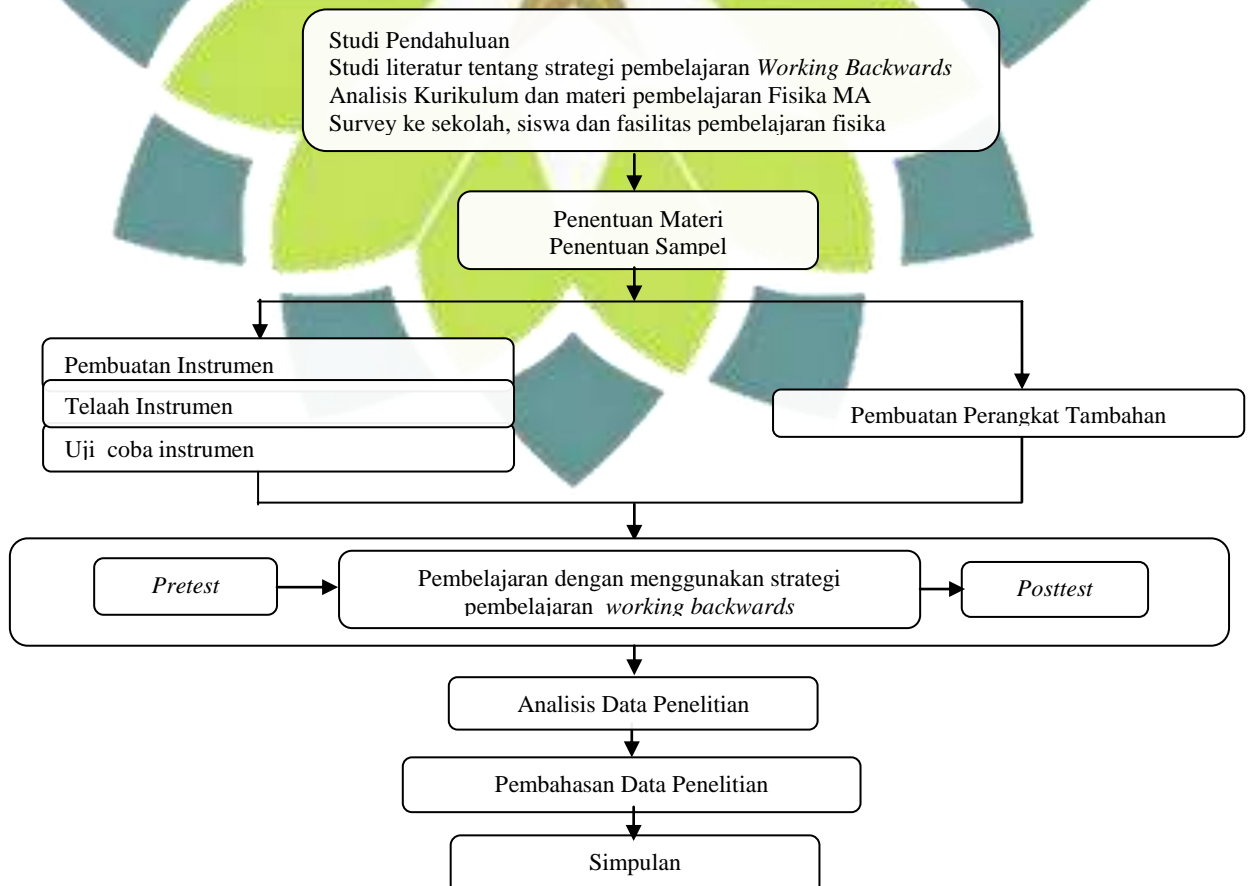 Studi Pendahuluan
Studi literatur tentang strategi pembelajaran Working Backwards
Analisis Kurikulum dan materi pembelajaran Fisika MA
Survey ke sekolah, siswa dan fasilitas pembelajaran fisika
Penentuan Materi
Penentuan Sampel
Pembuatan Instrumen
Telaah Instrumen
Uji coba instrumen
Pembuatan Perangkat Tambahan
Pretest
Pembelajaran dengan menggunakan strategi
pembelajaran working backwards
Posttest
Analisis Data Penelitian
Pembahasan Data Penelitian
Simpulan